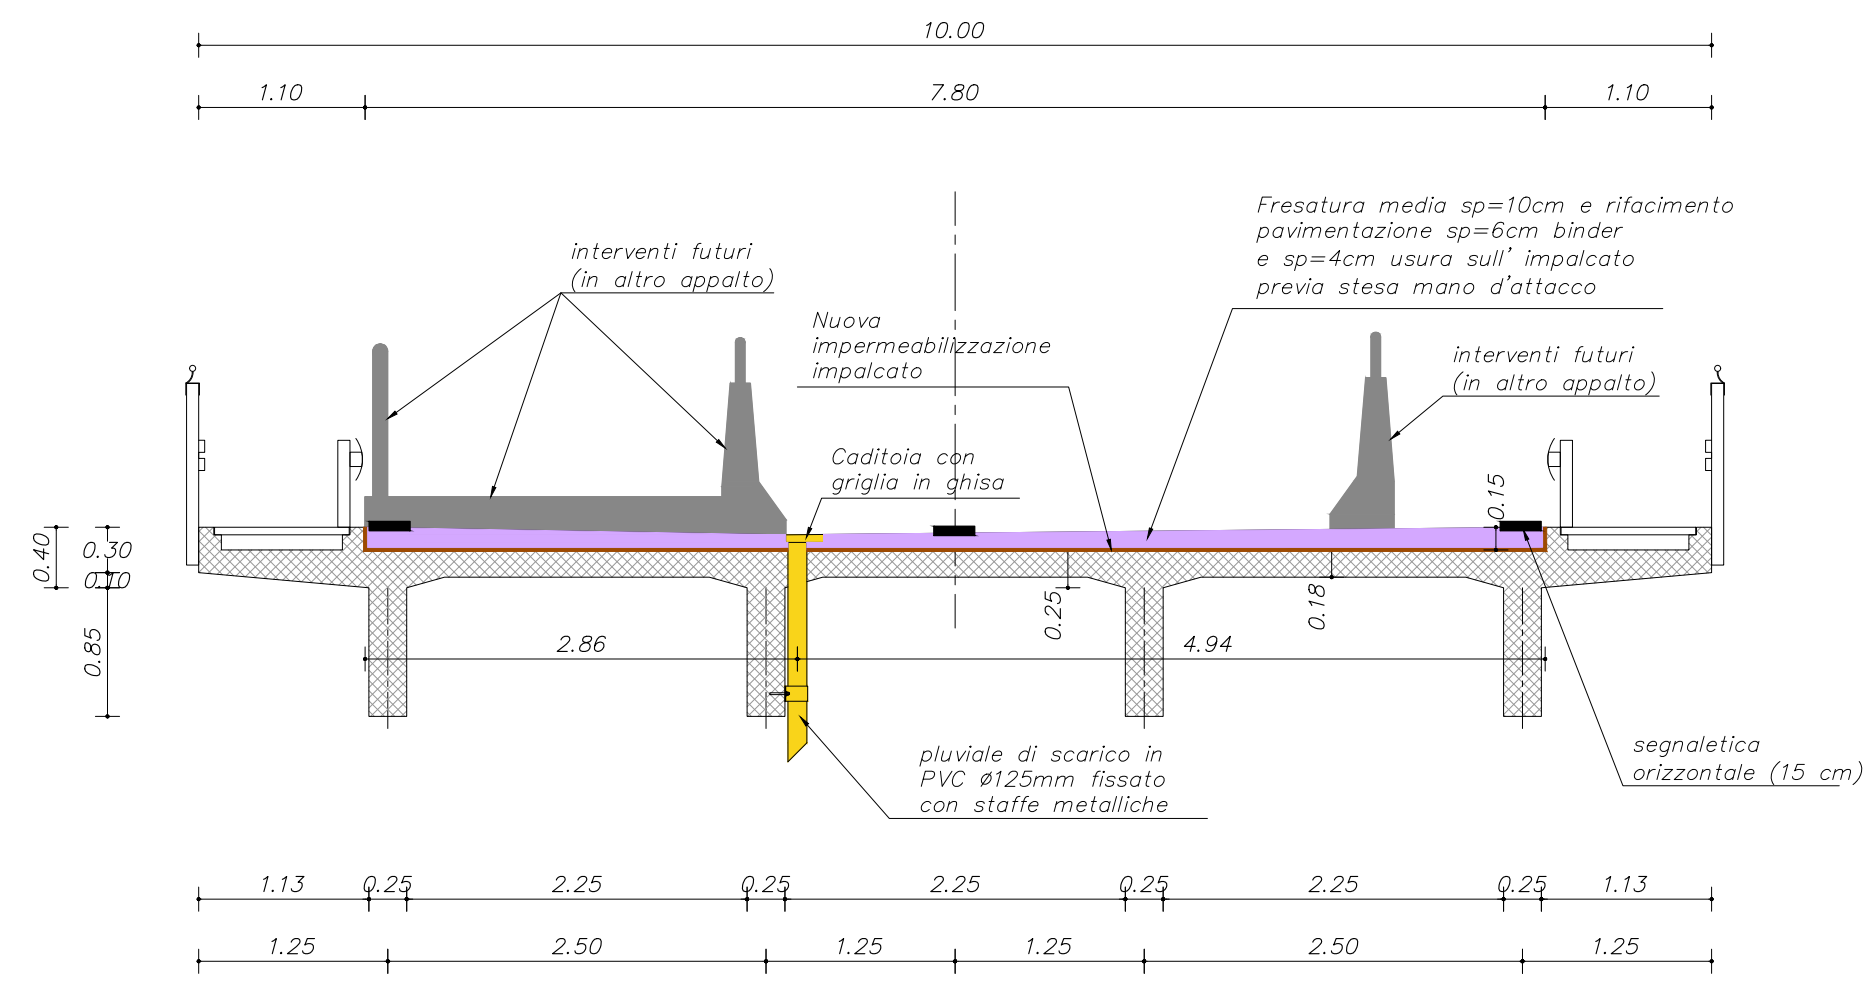 10.00
1.10
7.80
1.10
Fresatura media sp=10cm e rifacimento
pavimentazione sp=6cm binder
e sp=4cm usura sull' impalcato
previa stesa mano d'attacco
interventi futuri
(in altro appalto)
Nuova
impermeabilizzazione
impalcato
interventi futuri
(in altro appalto)
Caditoia con
griglia in ghisa
0.15
0.40
0.30
0.10
0.85
0.25
0.18
2.86
4.94
pluviale di scarico in
PVC ø125mm fissato
con staffe metalliche
segnaletica
orizzontale (15 cm)
1.13
0.25
2.25
0.25
2.25
0.25
2.25
0.25
1.13
1.25
2.50
1.25
1.25
2.50
1.25